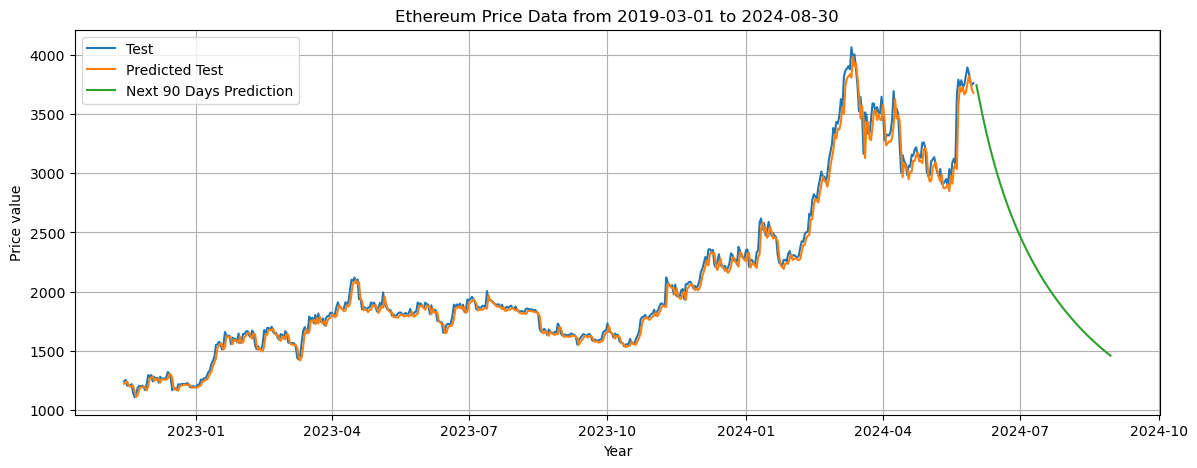 Ethereum Price Data from 2019-03-01 to 2024-08-30
Test
Predicted Test
Next 90 Days Prediction
4000
3500
3000
2500
2000
1500
1000
Price value
2023-01 2023-04 2023-07 2023-10 2024-01 2024-04 2024-07 2024-10
Year